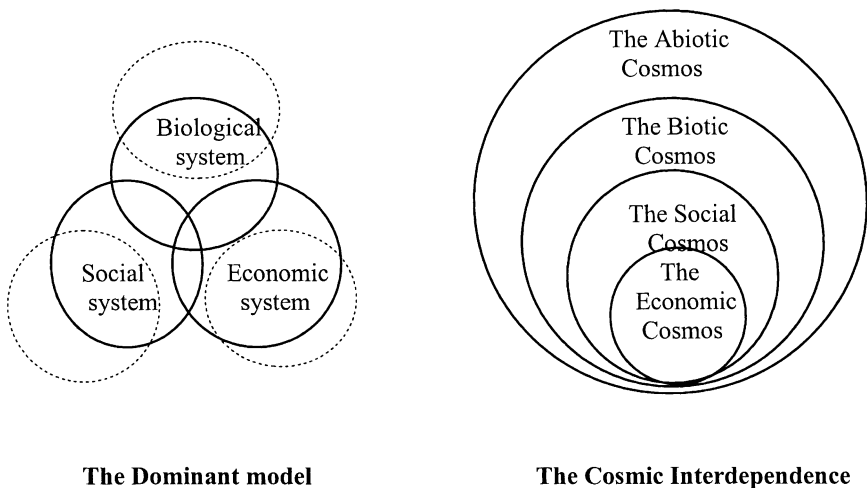 Biological
system
Social
system
Economic
system
The Dominant model
The Abiotic
Cosmos
The Biotic
Cosmos
The Social
Cosmos
The
Economic
Cosmos
The Cosmic Interdependence